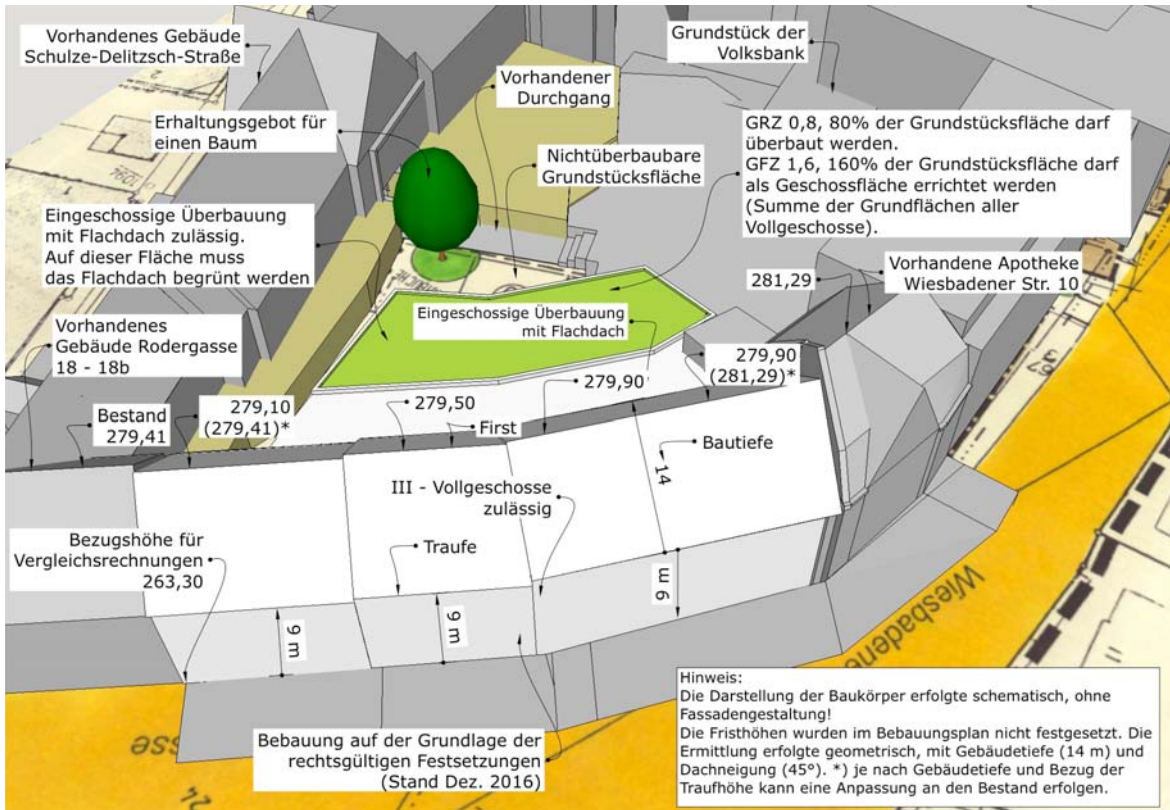 Vorhandenes Gebäude
Schulze-Delitzsch-Straße
Grundstück der
Volksbank
Vorhandener
Durchgang
Erhaltungsgebot für
einen Baum
GRZ 0,8, 80% der Grundstücksfläche darf
überbaut werden.
GFZ 1,6, 160% der Grundstücksfläche darf
als Geschossfläche errichtet werden
(Summe der Grundflächen aller
Vollgeschosse).
Nichtüberbaubare
Grundstücksfläche
Eingeschossige Überbauung
mit Flachdach zulässig.
Auf dieser Fläche muss
das Flachdach begrünt werden
281,29
Vorhandene Apotheke
Wiesbadener Str. 10
Eingeschossige Überbauung
mit Flachdach
Vorhandenes
Gebäude Rodergasse
18 - 18b
279,90
(281,29)*
279,90
Bestand
279,41
279,10
(279,41)*
279,50
First
Bautiefe
14
III - Vollgeschosse
zulässig
Traufe
Bezugshöhe für
Vergleichsrechnungen
263,30
9 m
9 m
9 m
Wiesbadene
sse
24
Bebauung auf der Grundlage der
rechtsgültigen Festsetzungen
(Stand Dez. 2016)
Hinweis:
Die Darstellung der Baukörper erfolgte schematisch, ohne
Fassadengestaltung!
Die Fristhöhen wurden im Bebauungsplan nicht festgesetzt. Die
Ermittlung erfolgte geometrisch, mit Gebäudetiefe (14 m) und
Dachneigung (45°). *) je nach Gebäudetiefe und Bezug der
Traufhöhe kann eine Anpassung an den Bestand erfolgen.